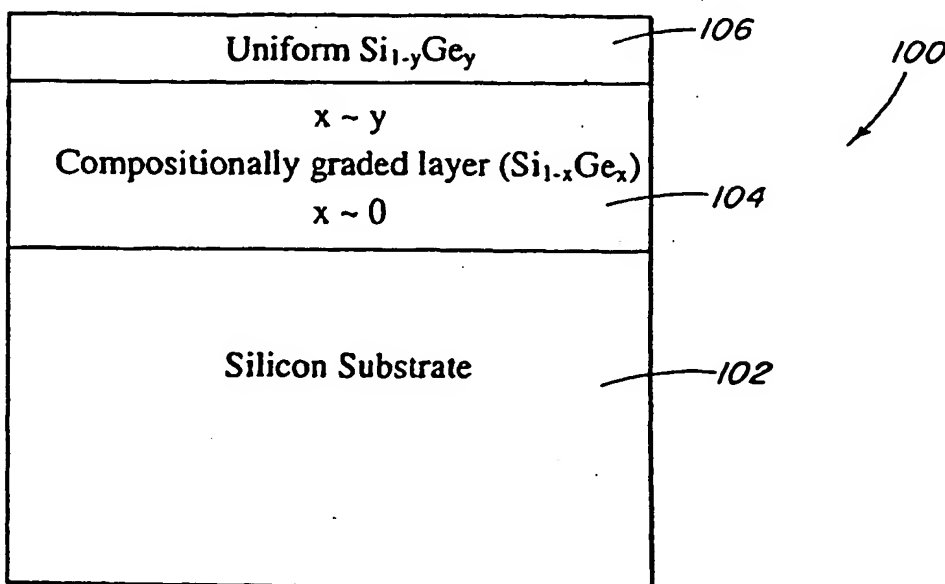 Uniform Si₁₋yGey
106
100
x ~ y
Compositionally graded layer (Si₁₋ₓGeₓ)
x ~ 0
104
Silicon Substrate
102